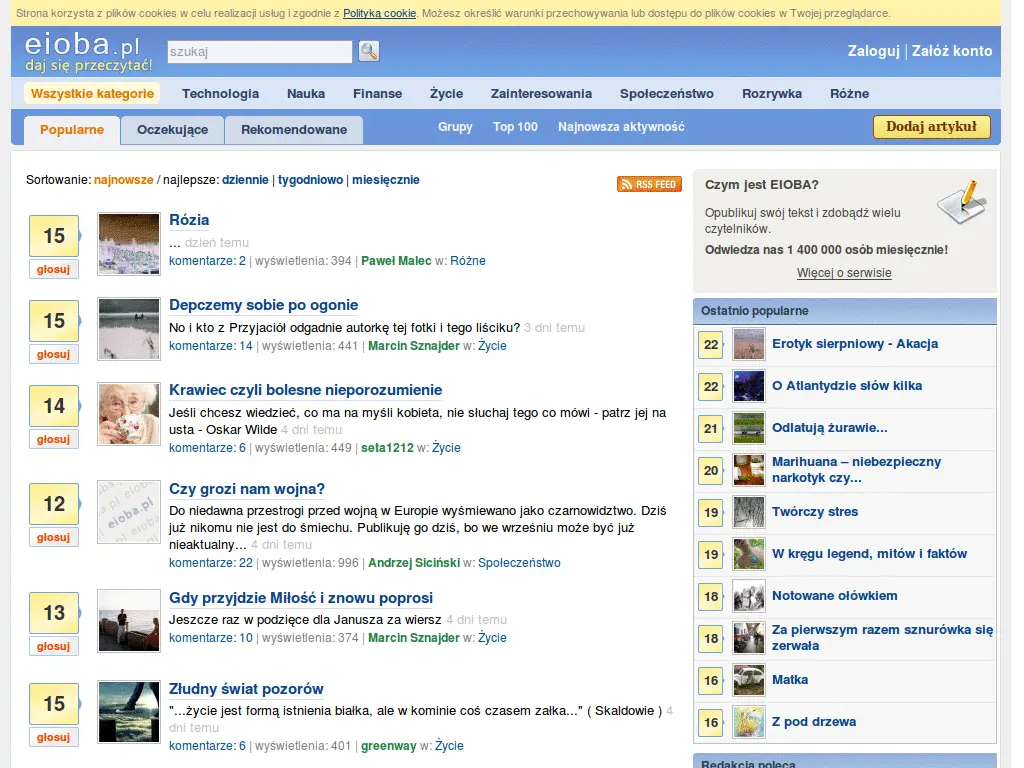 Strona korzysta z plików cookies w celu realizacji usług i zgodnie z Polityką cookie. Możesz określić warunki przechowywania lub dostępu do plików cookies w Twojej przeglądarce.
eioba.pl
daj się przeczytać!
szukaj
Zaloguj | Załóż konto
Wszystkie kategorie Technologia Nauka Finanse Życie Zainteresowania Społeczeństwo Rozrywka Różne
Popularne Oczekujące Rekomendowane Grupy Top 100 Najnowsza aktywność Dodaj artykuł
Sortowanie: najnowsze / najlepsze: dziennie | tygodniowo | miesięcznie
RSS FEED
15
głosuj
Rózia
... dzień temu
komentarze: 2 | wyświetlenia: 394 | Paweł Malec w: Różne
15
głosuj
Depczemy sobie po ogonie
No i kto z Przyjaciół odgadnie autorkę tej fotki i tego liściku? 3 dni temu
komentarze: 14 | wyświetlenia: 441 | Marcin Sznajder w: Życie
14
głosuj
Krawiec czyli bolesne nieporozumienie
Jeśli chcesz wiedzieć, co ma na myśli kobieta, nie słuchaj tego co mówi - patrz jej na
usta - Oskar Wilde 4 dni temu
komentarze: 6 | wyświetlenia: 449 | seta1212 w: Życie
12
głosuj
eioba.pl
Czy grozi nam wojna?
Do niedawna przestrogi przed wojną w Europie wyśmiewano jako czarnowidztwo. Dziś
już nikomu nie jest do śmiechu. Publikuję go dziś, bo we wrześniu może być już
nieaktualny... 4 dni temu
komentarze: 22 | wyświetlenia: 996 | Andrzej Siciński w: Społeczeństwo
13
głosuj
Gdy przyjdzie Miłość i znowu poprosi
Jeszcze raz w podzięce dla Janusza za wiersz 4 dni temu
komentarze: 10 | wyświetlenia: 374 | Marcin Sznajder w: Życie
15
głosuj
Złudny świat pozorów
"...życie jest formą istnienia białka, ale w kominie coś czasem załka..." ( Skaldowie ) 4
dni temu
komentarze: 6 | wyświetlenia: 401 | greenway w: Życie
Czym jest EIOBA?
Opublikuj swój tekst i zdobądź wielu
czytelników.
Odwiedza nas 1 400 000 osób miesięcznie!
Więcej o serwisie
Ostatnio popularne
22 Erotyk sierpniowy - Akacja
22 O Atlantydzie słów kilka
21 Odlatują żurawie...
20 Marihuana – niebezpieczny
narkotyk czy...
19 Twórczy stres
19 W kręgu legend, mitów i faktów
18 Notowane ołówkiem
18 Za pierwszym razem sznurówka się
zerwała
16 Matka
16 Z pod drzewa
Redakcja poleca